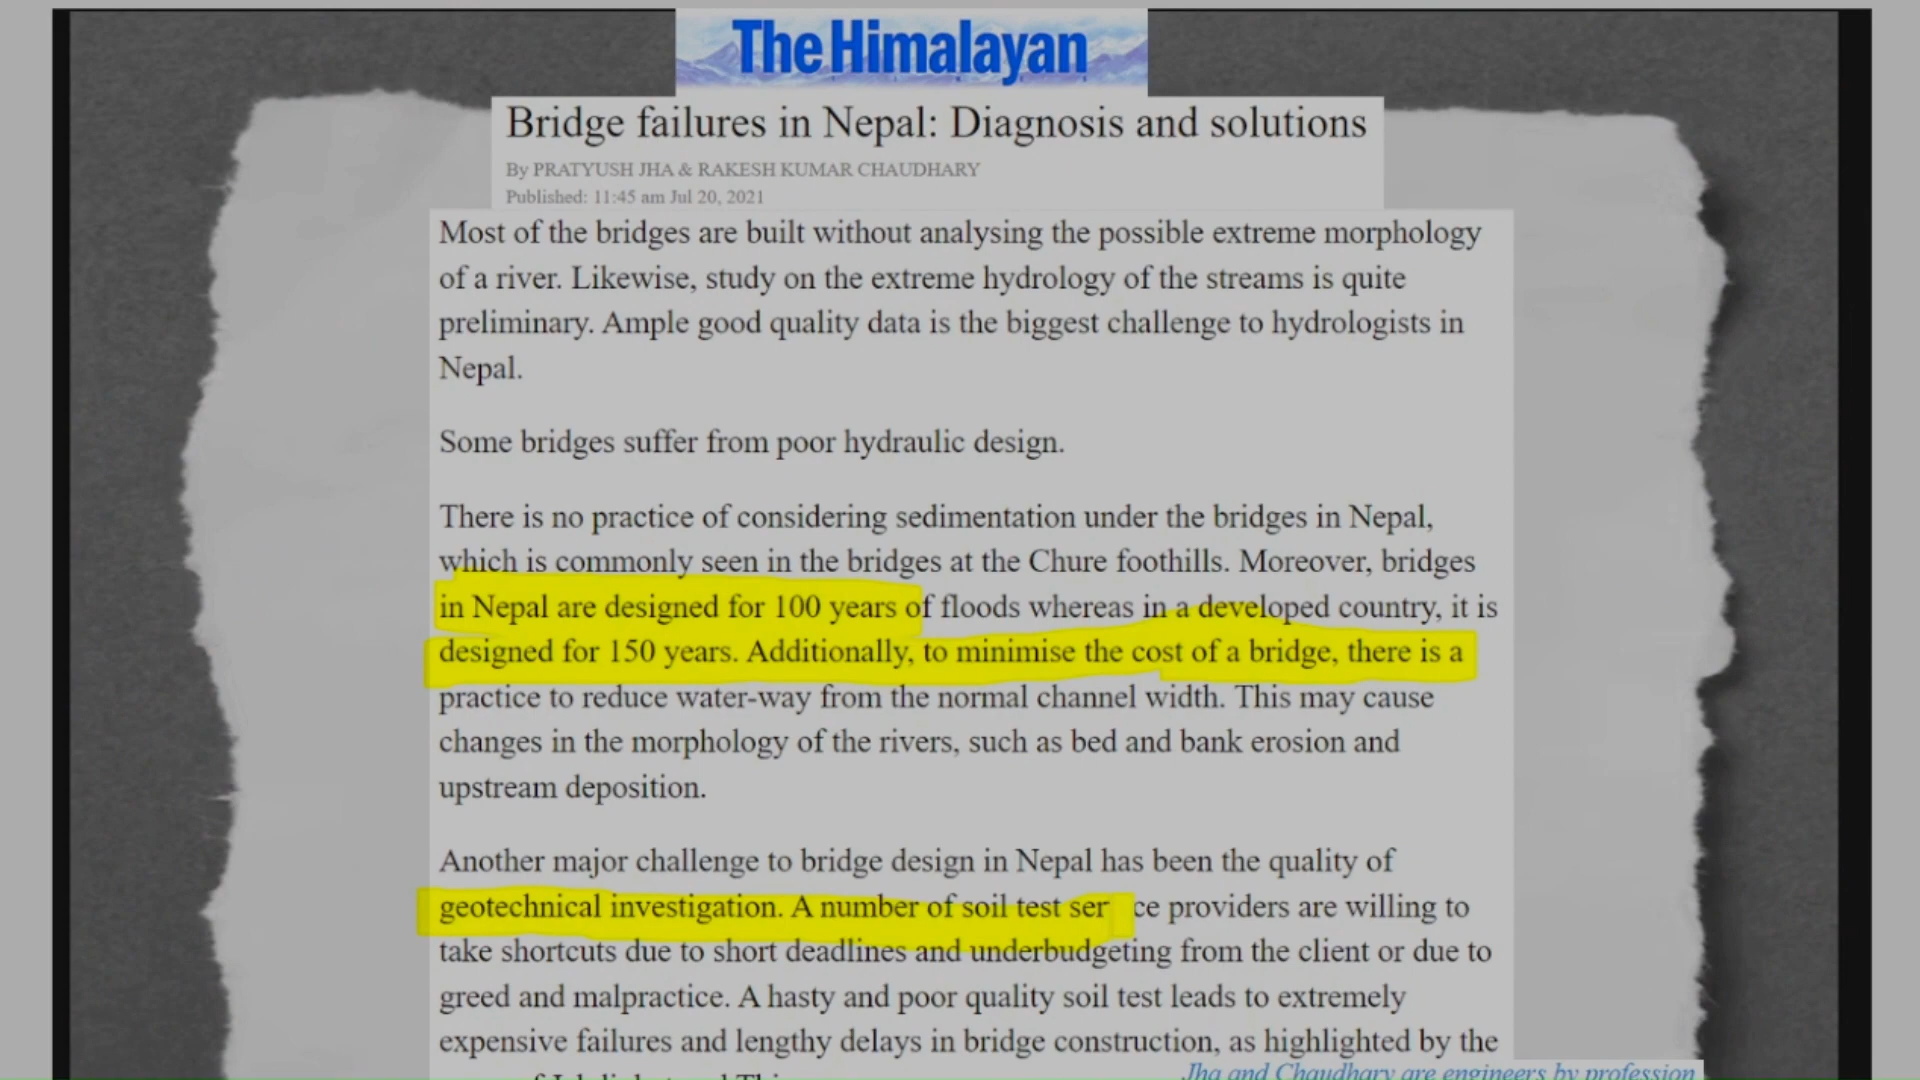 The Himalayan
Bridge failures in Nepal: Diagnosis and solutions
By PRATYUSH JHA & RAKESH KUMAR CHAUDHARY
Published: 11:45 am Jul 20, 2021
Most of the bridges are built without analysing the possible extreme morphology
of a river. Likewise, study on the extreme hydrology of the streams is quite
preliminary. Ample good quality data is the biggest challenge to hydrologists in
Nepal.
Some bridges suffer from poor hydraulic design.
There is no practice of considering sedimentation under the bridges in Nepal,
which is commonly seen in the bridges at the Chure foothills. Moreover, bridges
in Nepal are designed for 100 years of floods whereas in a developed country, it is
designed for 150 years. Additionally, to minimise the cost of a bridge, there is a
practice to reduce water-way from the normal channel width. This may cause
changes in the morphology of the rivers, such as bed and bank erosion and
upstream deposition.
Another major challenge to bridge design in Nepal has been the quality of
geotechnical investigation. A number of soil test ser ce providers are willing to
take shortcuts due to short deadlines and underbudgeting from the client or due to
greed and malpractice. A hasty and poor quality soil test leads to extremely
expensive failures and lengthy delays in bridge construction, as highlighted by the
Jha and Chaudhary are engineers by profession